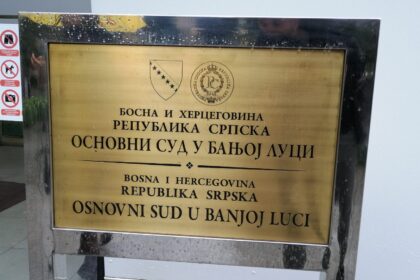 БОСНА И ХЕРЦЕГОВИНА
РЕПУБЛИКА СРПСКА
ОСНОВНИ СУД У БАЊОЈ ЛУЦИ
BOSNA I HERCEGOVINA
REPUBLIKA SRPSKA
OSNOVNI SUD U BANJOJ LUCI